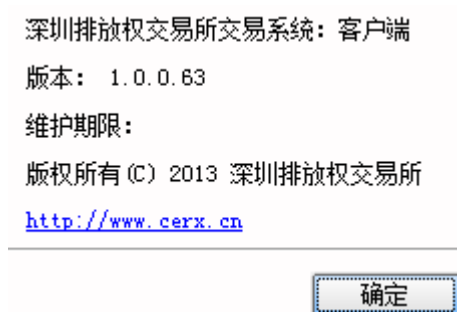 深圳排放权交易所交易系统：客户端
版本： 1.0.0.63
维护期限：
版权所有(C) 2013 深圳排放权交易所
http://www.cerx.cn
确定